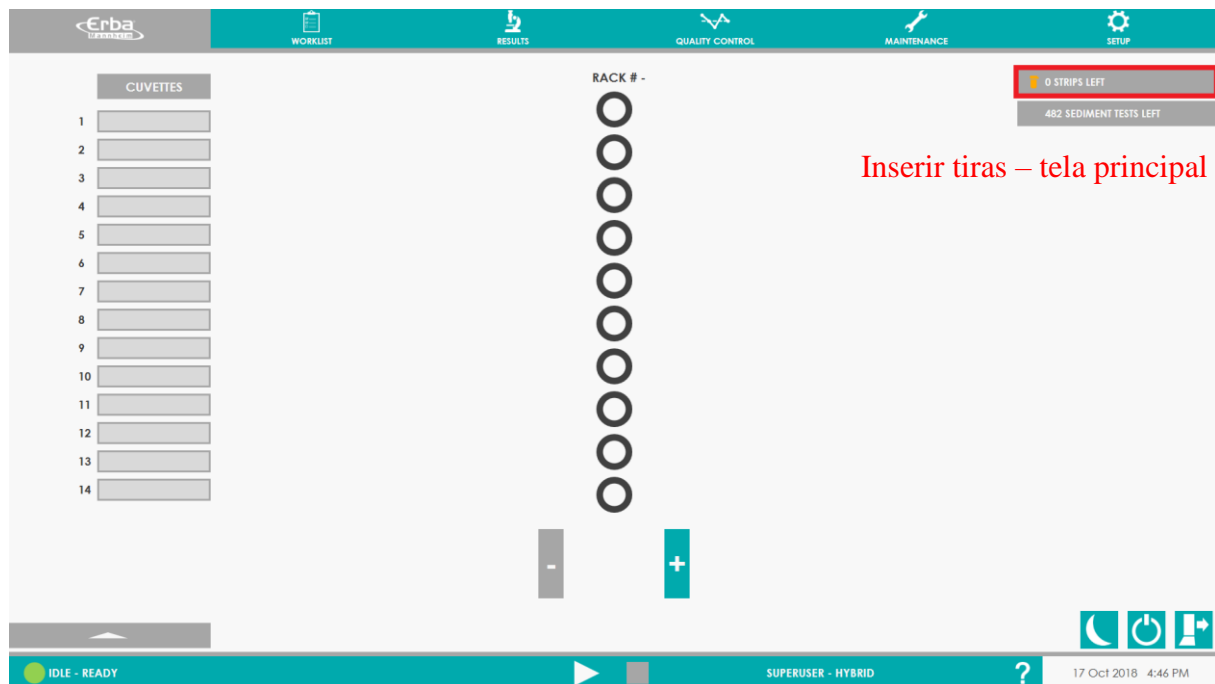 Erba
Mannheim
WORKLIST
RESULTS
QUALITY CONTROL
MAINTENANCE
SETUP
CUVETTES
RACK # -
0 STRIPS LEFT
482 SEDIMENT TESTS LEFT
Inserir tiras – tela principal
1
2
3
4
5
6
7
8
9
10
11
12
13
14
-
+
IDLE - READY
SUPERUSER - HYBRID
?
17 Oct 2018 4:46 PM